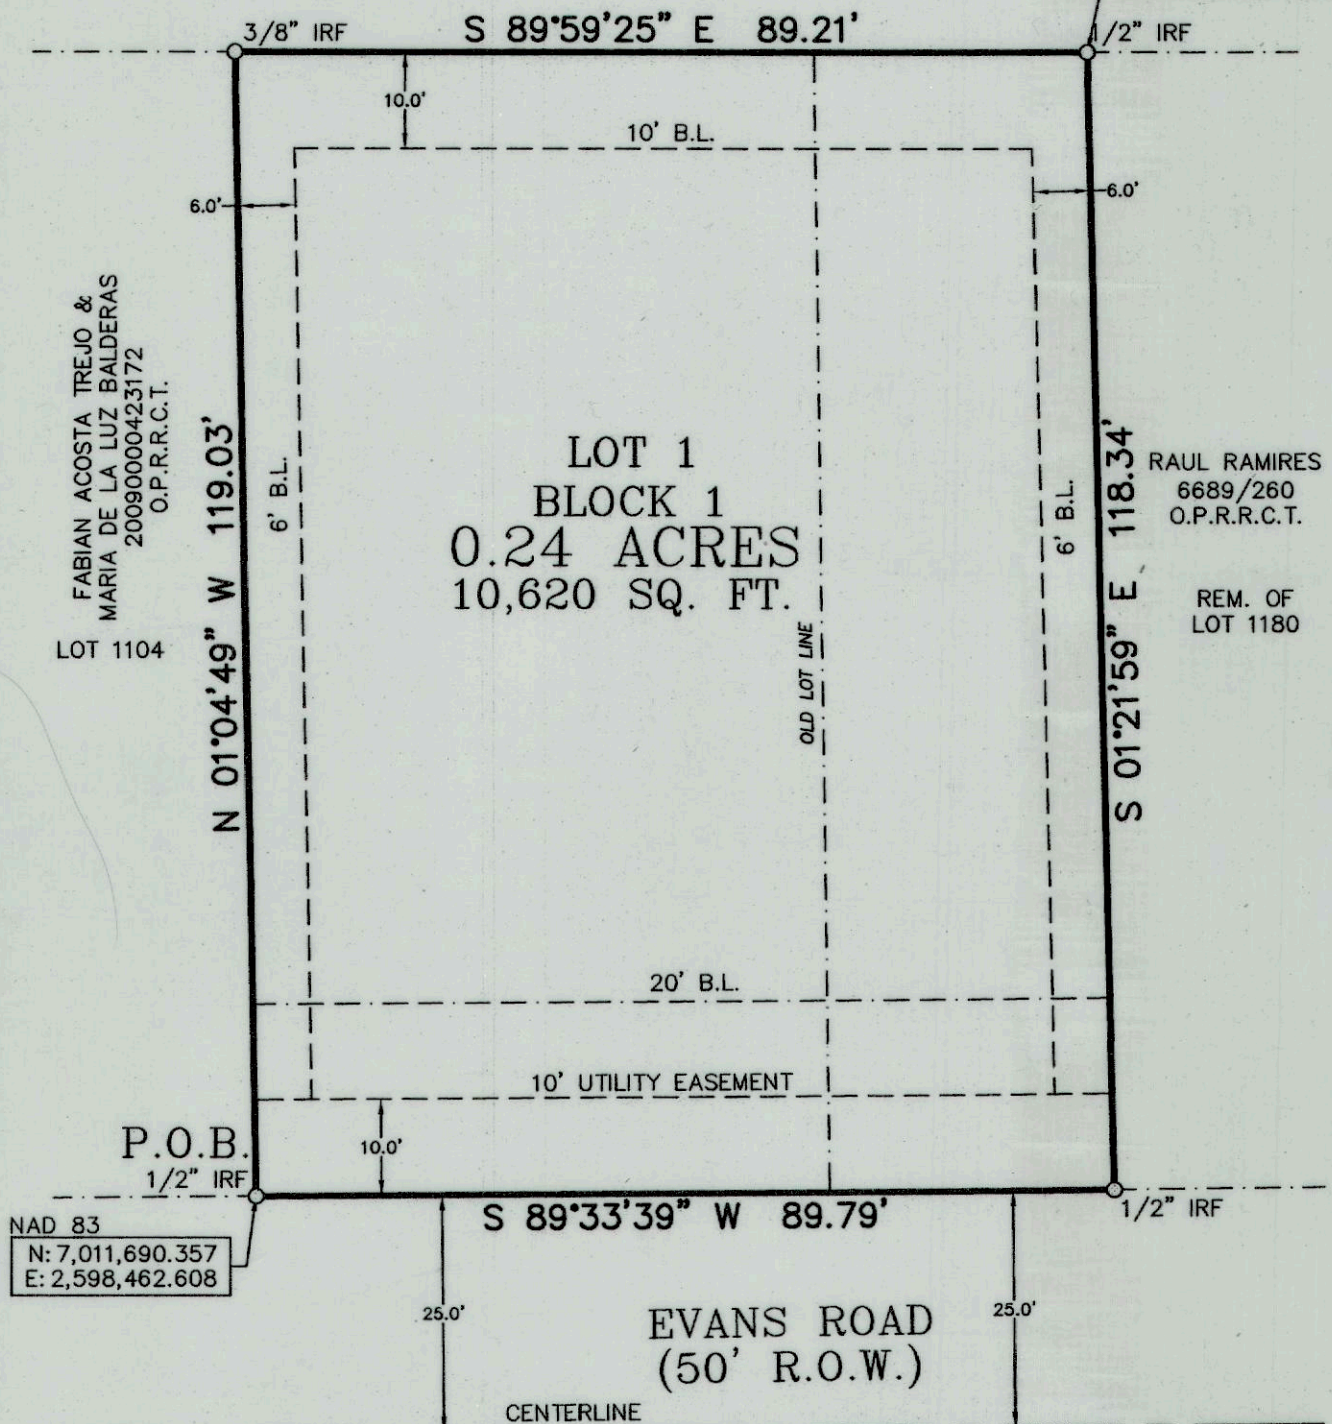 3/8" IRF
S 89°59'25" E 89.21'
1/2" IRF
10.0'
10' B.L.
6.0'
6.0'
FABIAN ACOSTA TREJO &
MARIA DE LA LUZ BALDERAS
200900000423172
O.P.R.R.C.T.
LOT 1104
N 01°04'49" W 119.03'
6' B.L.
LOT 1
BLOCK 1
0.24 ACRES
10,620 SQ. FT.
OLD LOT LINE
6' B.L.
S 01°21'59" E 118.34'
RAUL RAMIRES
6689/260
O.P.R.R.C.T.
REM. OF
LOT 1180
20' B.L.
10' UTILITY EASEMENT
10.0'
P.O.B.
1/2" IRF
S 89°33'39" W 89.79'
1/2" IRF
NAD 83
N: 7,011,690.357
E: 2,598,462.608
25.0'
EVANS ROAD
(50' R.O.W.)
25.0'
CENTERLINE